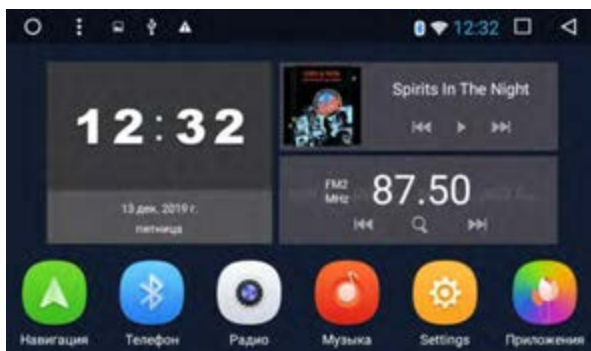 12:32
12:32
13 дек. 2019 г.
пятница
Spirits In The Night
FM2
MHz
87.50
Навигация
Телефон
Радио
Музыка
Settings
Приложения